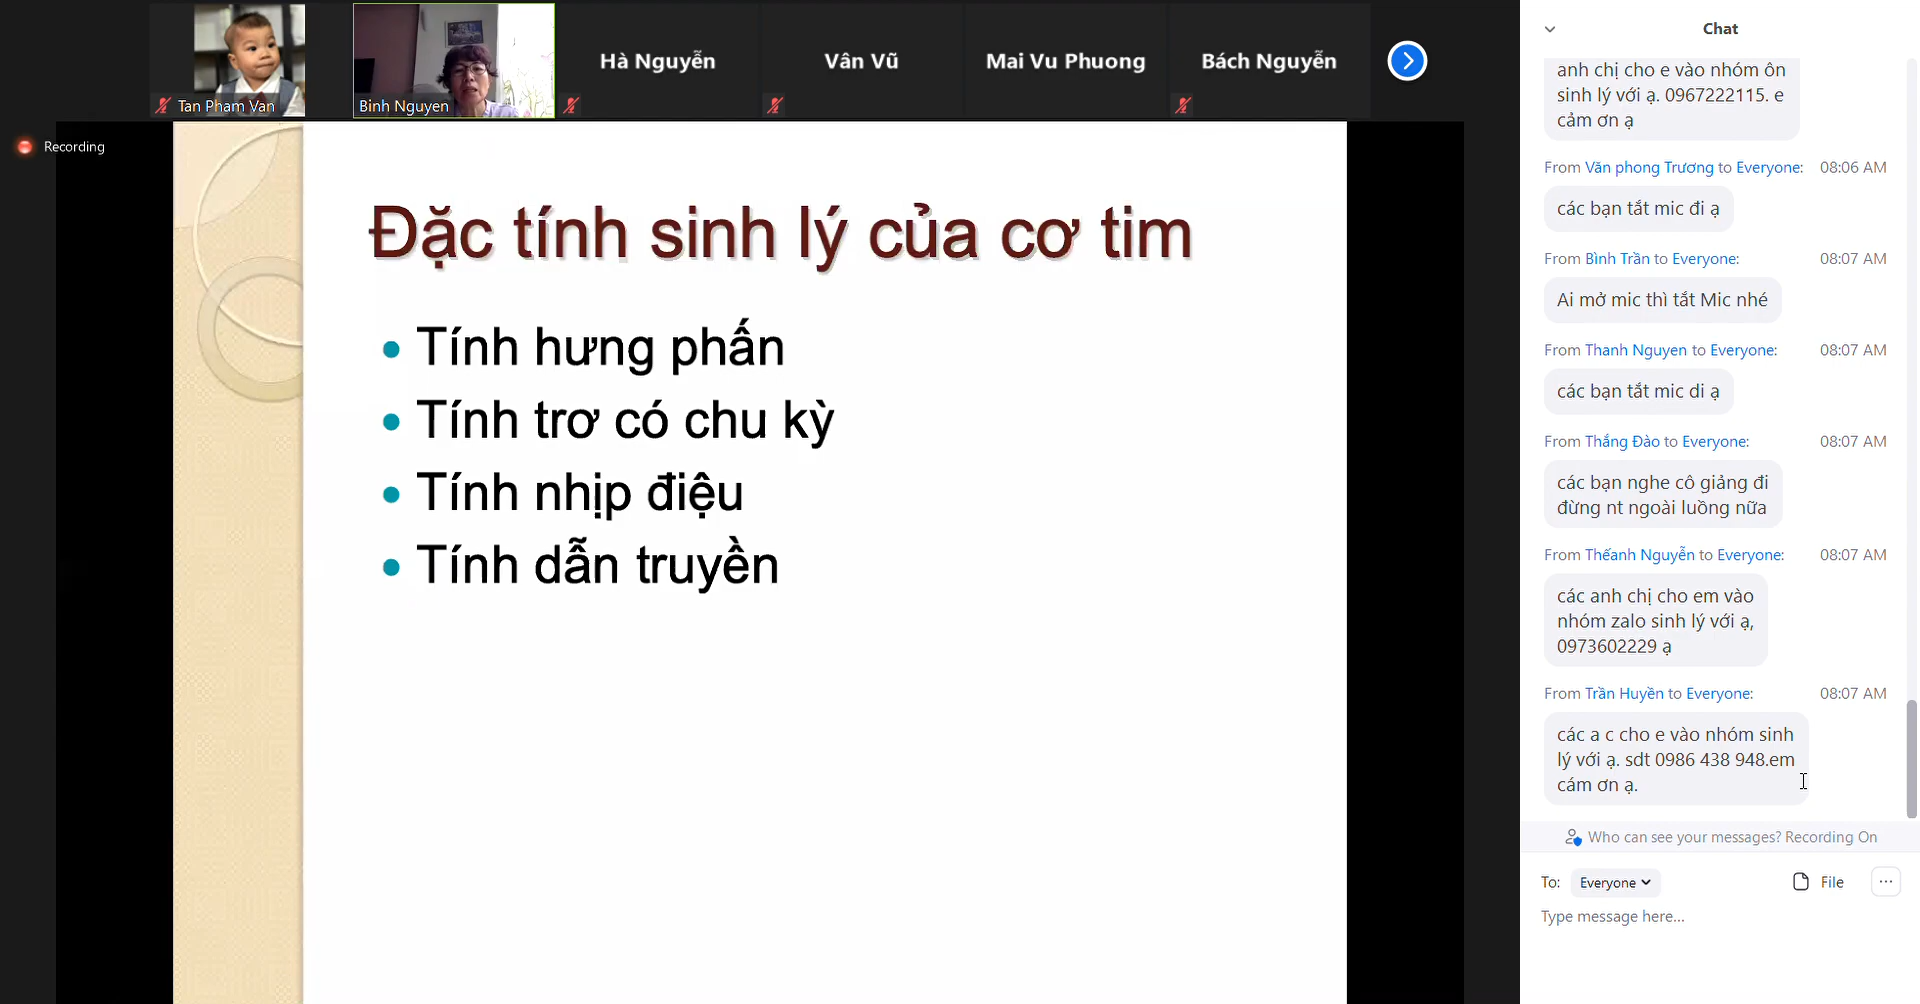 Tan Pham Van
Binh Nguyen
Hà Nguyễn
Vân Vũ
Mai Vu Phuong
Bách Nguyễn
Recording
Đặc tính sinh lý của cơ tim
• Tính hưng phấn
• Tính trơ có chu kỳ
• Tính nhịp điệu
• Tính dẫn truyền
Chat
anh chị cho e vào nhóm ôn
sinh lý với ạ. 0967222115. e
cảm ơn ạ
From Văn phong Trương to Everyone: 08:06 AM
các bạn tắt mic đi ạ
From Bình Trần to Everyone: 08:07 AM
Ai mở mic thì tắt Mic nhé
From Thanh Nguyen to Everyone: 08:07 AM
các bạn tắt mic di ạ
From Thắng Đào to Everyone: 08:07 AM
các bạn nghe cô giảng đi
đừng nt ngoài luồng nữa
From Thếanh Nguyễn to Everyone: 08:07 AM
các anh chị cho em vào
nhóm zalo sinh lý với ạ,
0973602229 ạ
From Trần Huyền to Everyone: 08:07 AM
các a c cho e vào nhóm sinh
lý với ạ. sdt 0986 438 948.em
cám ơn ạ.
Who can see your messages? Recording On
To: Everyone File
Type message here...